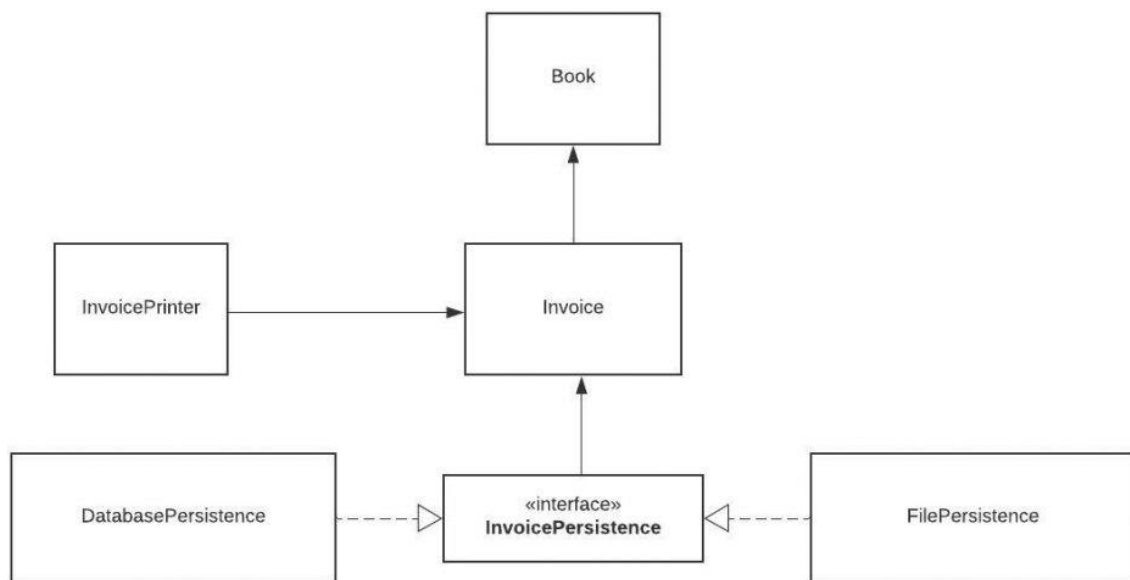 Book
InvoicePrinter
Invoice
DatabasePersistence
«interface»
InvoicePersistence
FilePersistence